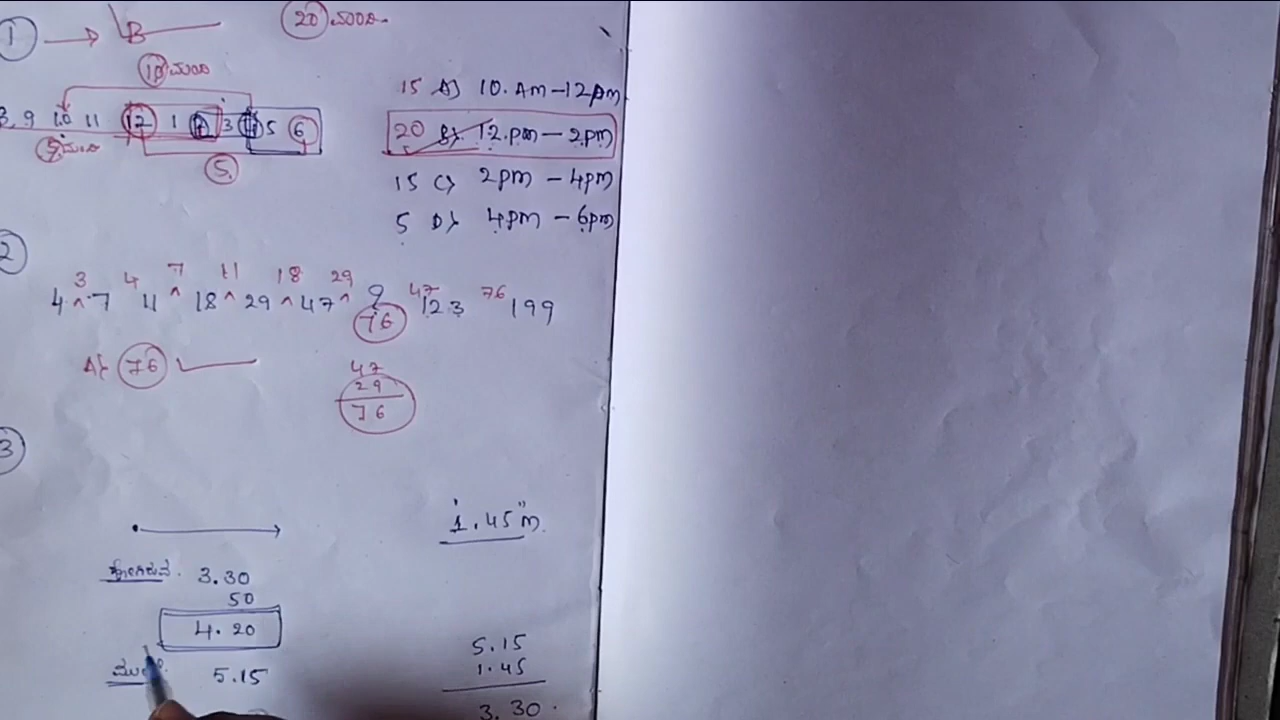 1 → B
20 ಮಂದಿ
10 ಮಂದಿ
9 10 11 12 1 2 3 4 5 6
5 ಮಂದಿ
5
15 A) 10. Am - 12 pm
20 B) 12. pm - 2 pm
15 C) 2 pm - 4 pm
5 D) 4 pm - 6 pm
2
3 4 7 11 18 29 47 76
4 7 11 18 29 47 ? 123 199
76
A) 76
47
29
76
3
1.45 m
3.30
50
4.20
5.15
5.15
1.45
3.30